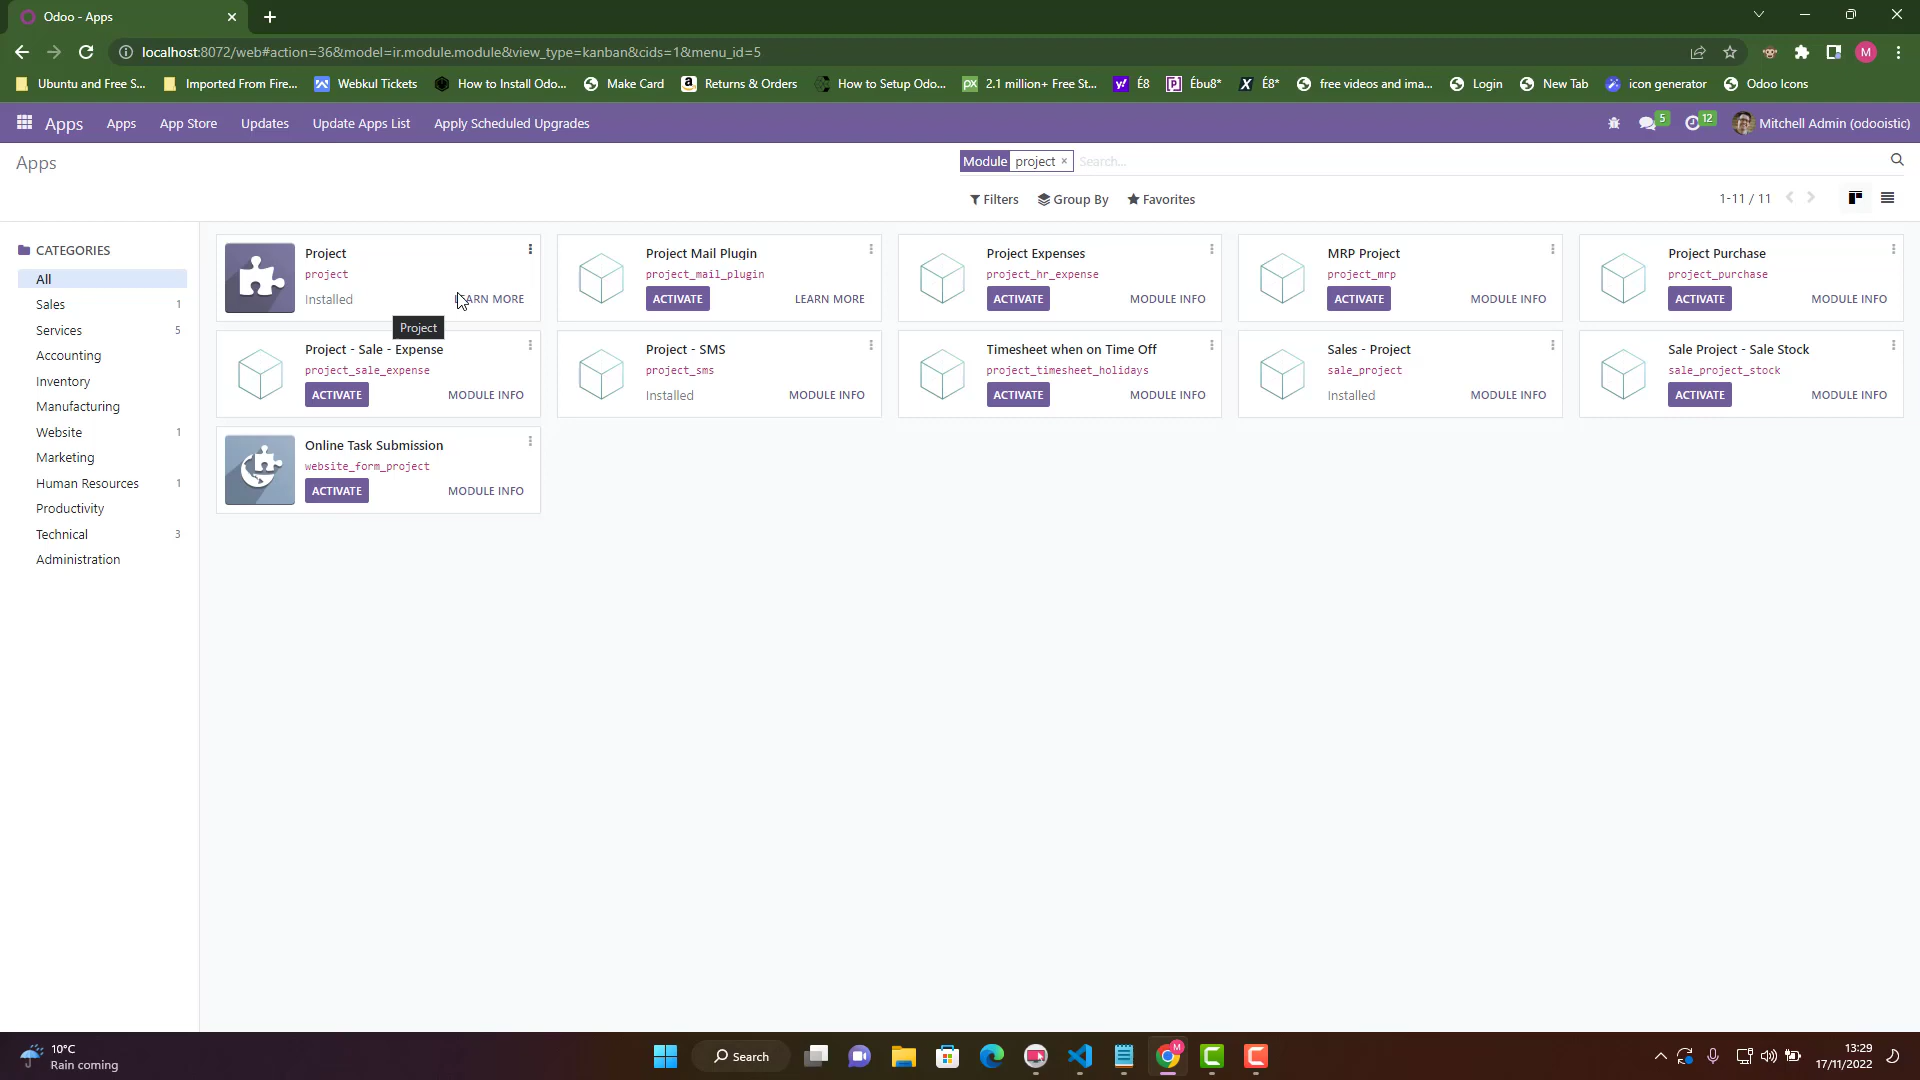 Odoo - Apps
localhost:8072/web#action=36&model=ir.module.module&view_type=kanban&cids=1&menu_id=5
Ubuntu and Free S... Imported From Fire... Webkul Tickets How to Install Odo... Make Card Returns & Orders How to Setup Odo... 2.1 million+ Free St... É8 Ébu8* É8* free videos and ima... Login New Tab icon generator Odoo Icons
Apps Apps App Store Updates Update Apps List Apply Scheduled Upgrades 5 12 Mitchell Admin (odooistic)
Apps Module project × Search...
Filters Group By Favorites 1-11 / 11
CATEGORIES
All
Sales 1
Services 5
Accounting
Inventory
Manufacturing
Website 1
Marketing
Human Resources 1
Productivity
Technical 3
Administration
Project
project
Installed LEARN MORE
Project
Project Mail Plugin
project_mail_plugin
ACTIVATE LEARN MORE
Project Expenses
project_hr_expense
ACTIVATE MODULE INFO
MRP Project
project_mrp
ACTIVATE MODULE INFO
Project Purchase
project_purchase
ACTIVATE MODULE INFO
Project - Sale - Expense
project_sale_expense
ACTIVATE MODULE INFO
Project - SMS
project_sms
Installed MODULE INFO
Timesheet when on Time Off
project_timesheet_holidays
ACTIVATE MODULE INFO
Sales - Project
sale_project
Installed MODULE INFO
Sale Project - Sale Stock
sale_project_stock
ACTIVATE MODULE INFO
Online Task Submission
website_form_project
ACTIVATE MODULE INFO
10°C
Rain coming
Search
13:29
17/11/2022